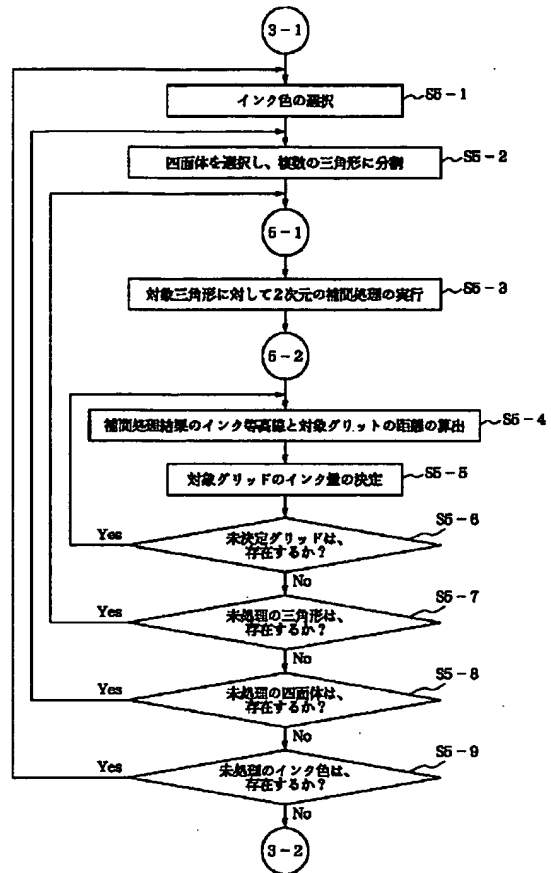 3-1
インク色の選択
S5-1
四面体を選択し、複数の三角形に分割
S5-2
5-1
対象三角形に対して2次元の補間処理の実行
S5-3
5-2
補間処理結果のインク等高線と対象グリットの距離の算出
S5-4
対象グリッドのインク量の決定
S5-5
Yes
未決定グリッドは、
存在するか?
S5-6
No
Yes
未処理の三角形は、
存在するか?
S5-7
No
Yes
未処理の四面体は、
存在するか?
S5-8
No
Yes
未処理のインク色は、
存在するか?
S5-9
No
3-2